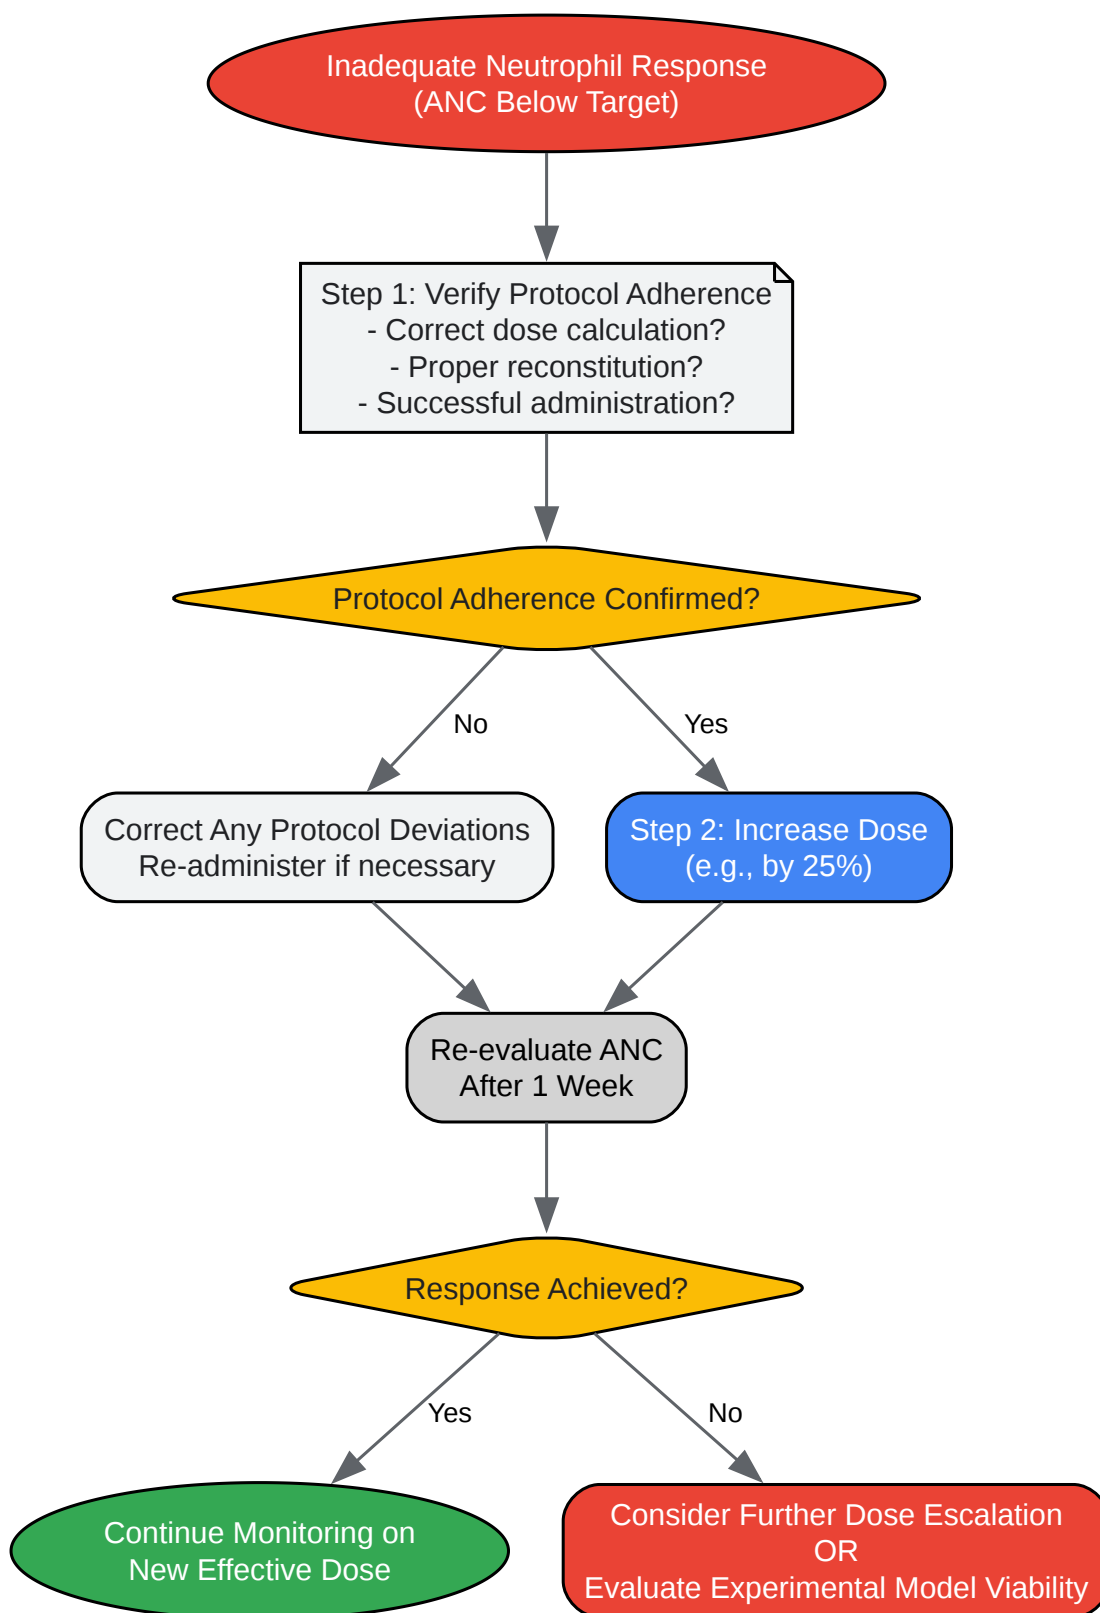 Inadequate Neutrophil Response
(ANC Below Target)
Step 1: Verify Protocol Adherence
- Correct dose calculation?
- Proper reconstitution?
- Successful administration?
Protocol Adherence Confirmed?
No
Yes
Correct Any Protocol Deviations
Re-administer if necessary
Step 2: Increase Dose
(e.g., by 25%)
Re-evaluate ANC
After 1 Week
Response Achieved?
Yes
No
Continue Monitoring on
New Effective Dose
Consider Further Dose Escalation
OR
Evaluate Experimental Model Viability